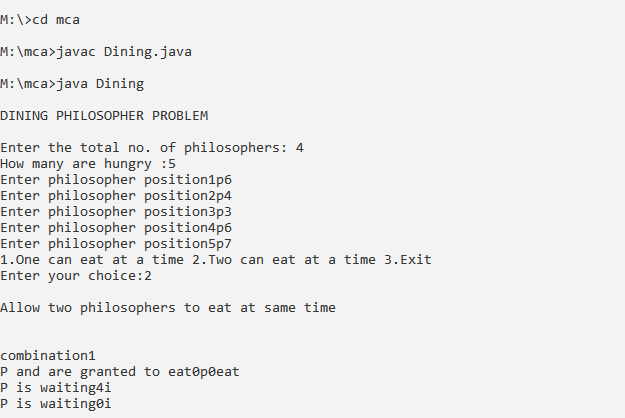 M:\>cd mca
M:\mca>javac Dining.java
M:\mca>java Dining
DINING PHILOSOPHER PROBLEM
Enter the total no. of philosophers: 4
How many are hungry :5
Enter philosopher position1p6
Enter philosopher position2p4
Enter philosopher position3p3
Enter philosopher position4p6
Enter philosopher position5p7
1.One can eat at a time 2.Two can eat at a time 3.Exit
Enter your choice:2
Allow two philosophers to eat at same time
combination1
P and are granted to eat0p0eat
P is waiting4i
P is waiting0i